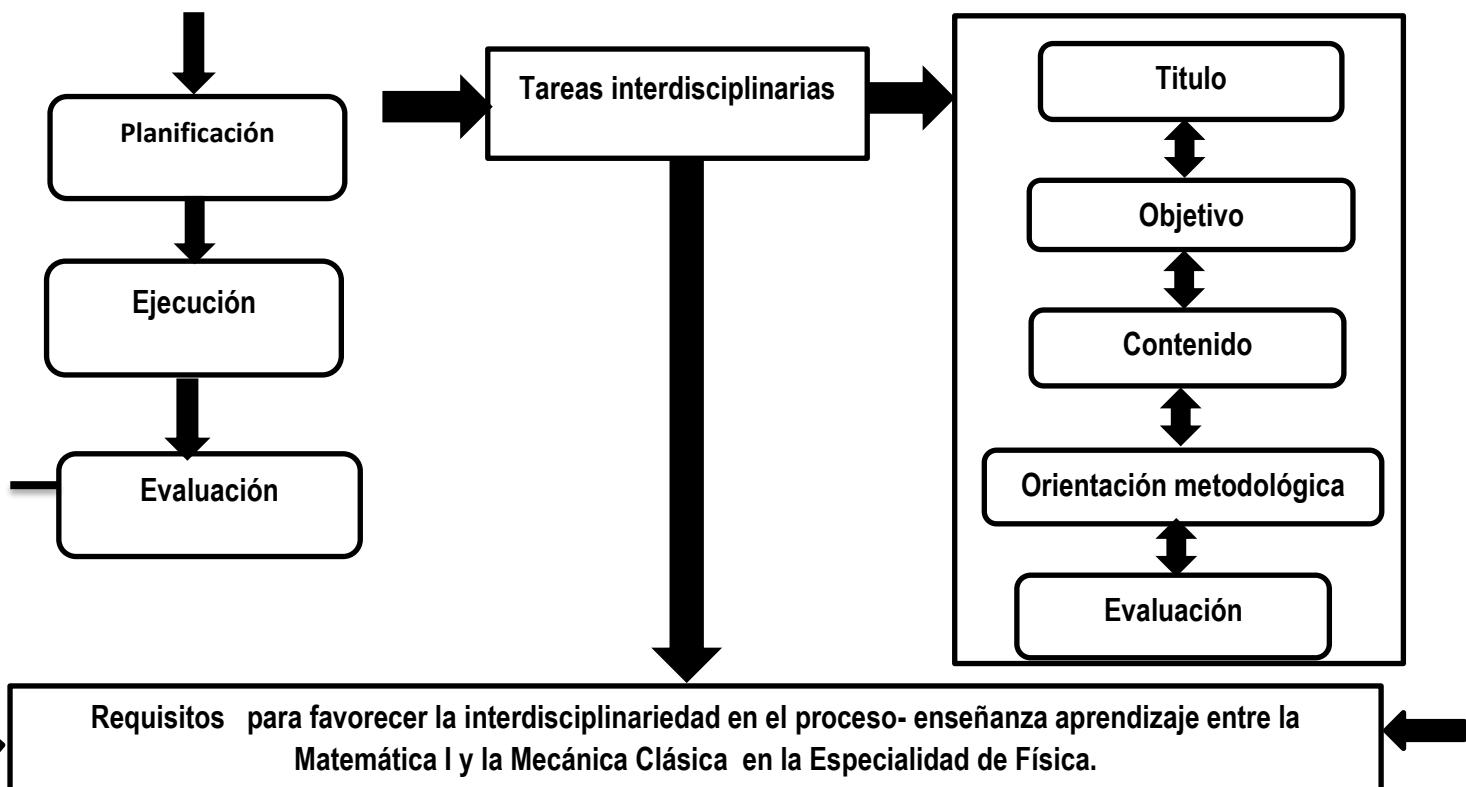 Planificación
Ejecución
Evaluación
Tareas interdisciplinarias
Titulo
Objetivo
Contenido
Orientación metodológica
Evaluación
Requisitos para favorecer la interdisciplinariedad en el proceso- enseñanza aprendizaje entre la
Matemática I y la Mecánica Clásica en la Especialidad de Física.